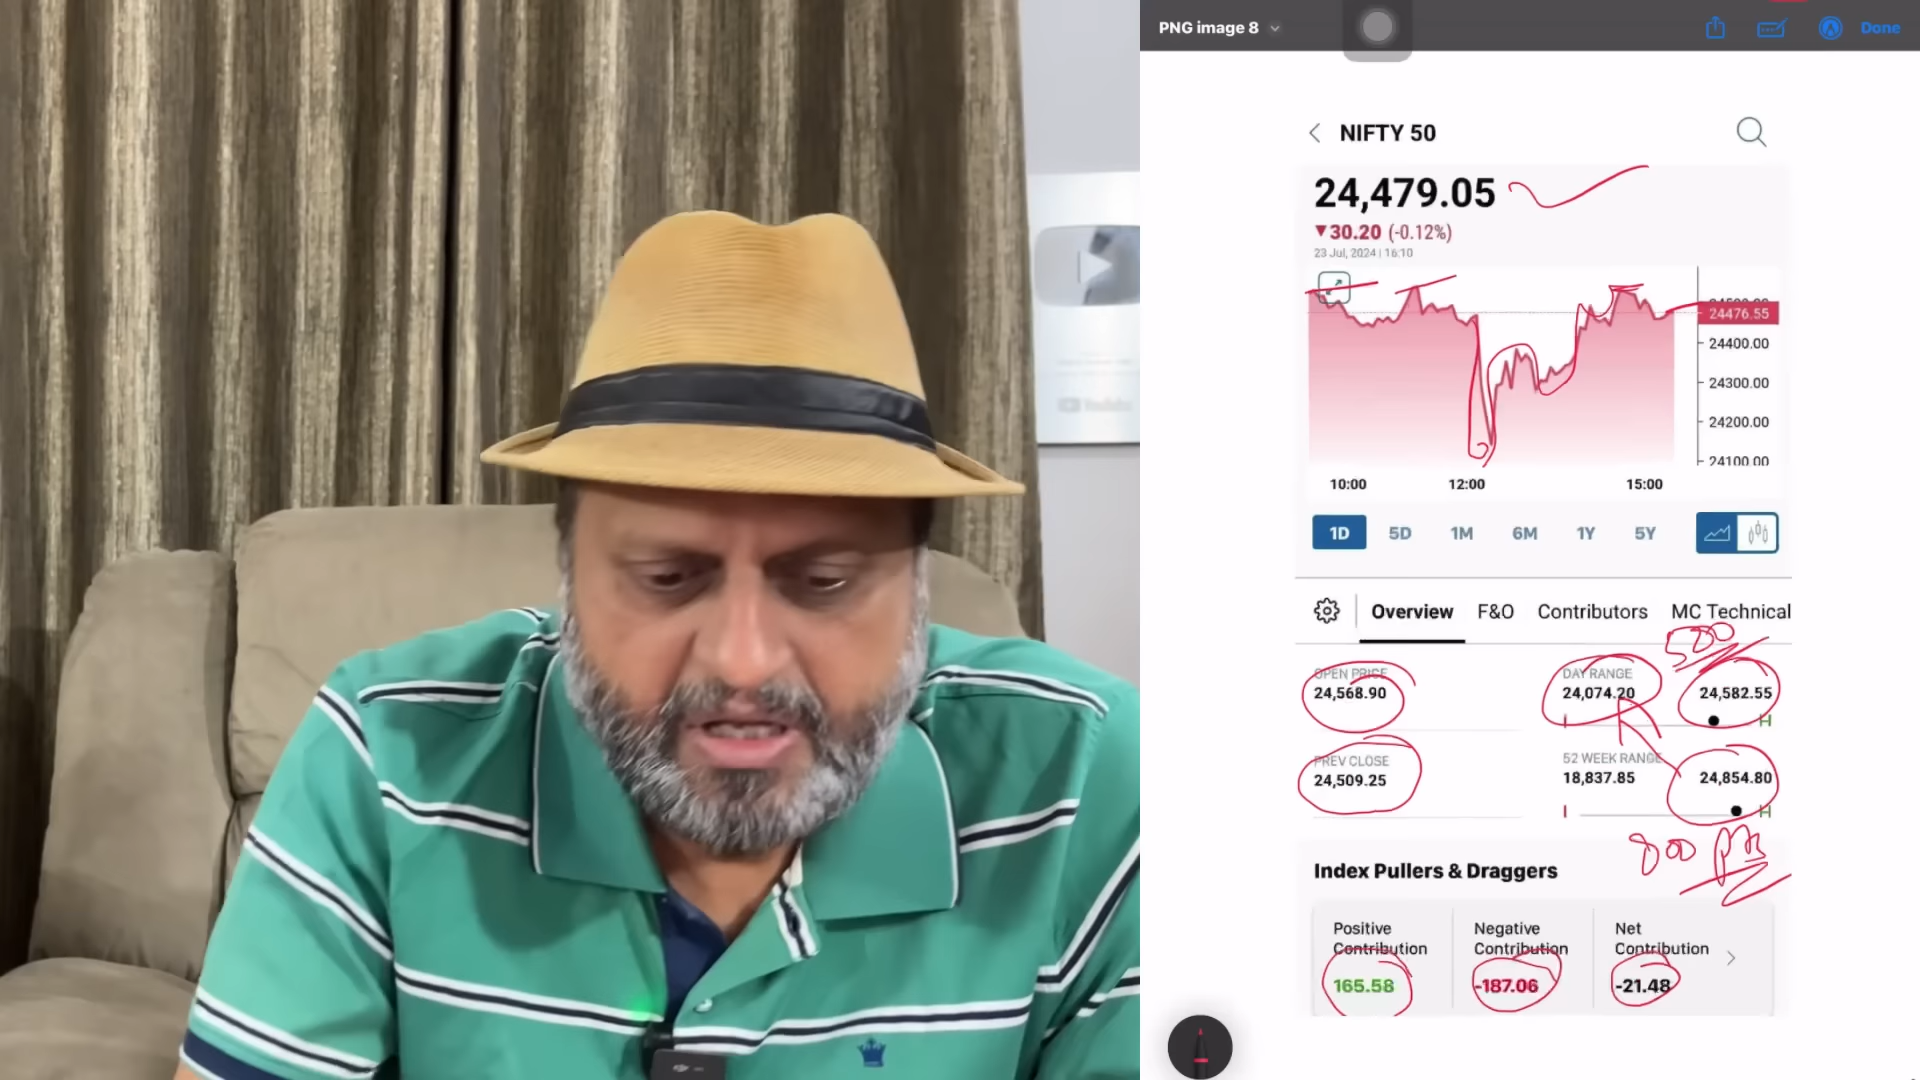 PNG image 8
Done
NIFTY 50
24,479.05
▼30.20 (-0.12%)
23 Jul, 2024 | 16:10
24476.55
24400.00
24300.00
24200.00
24100.00
10:00 12:00 15:00
1D 5D 1M 6M 1Y 5Y
Overview F&O Contributors MC Technical
500
OPEN PRICE
24,568.90
DAY RANGE
24,074.20 24,582.55
L H
PREV CLOSE
24,509.25
52 WEEK RANGE
18,837.85 24,854.80
L H
800
Index Pullers & Draggers
Positive Contribution
165.58
Negative Contribution
-187.06
Net Contribution
-21.48
YouTube